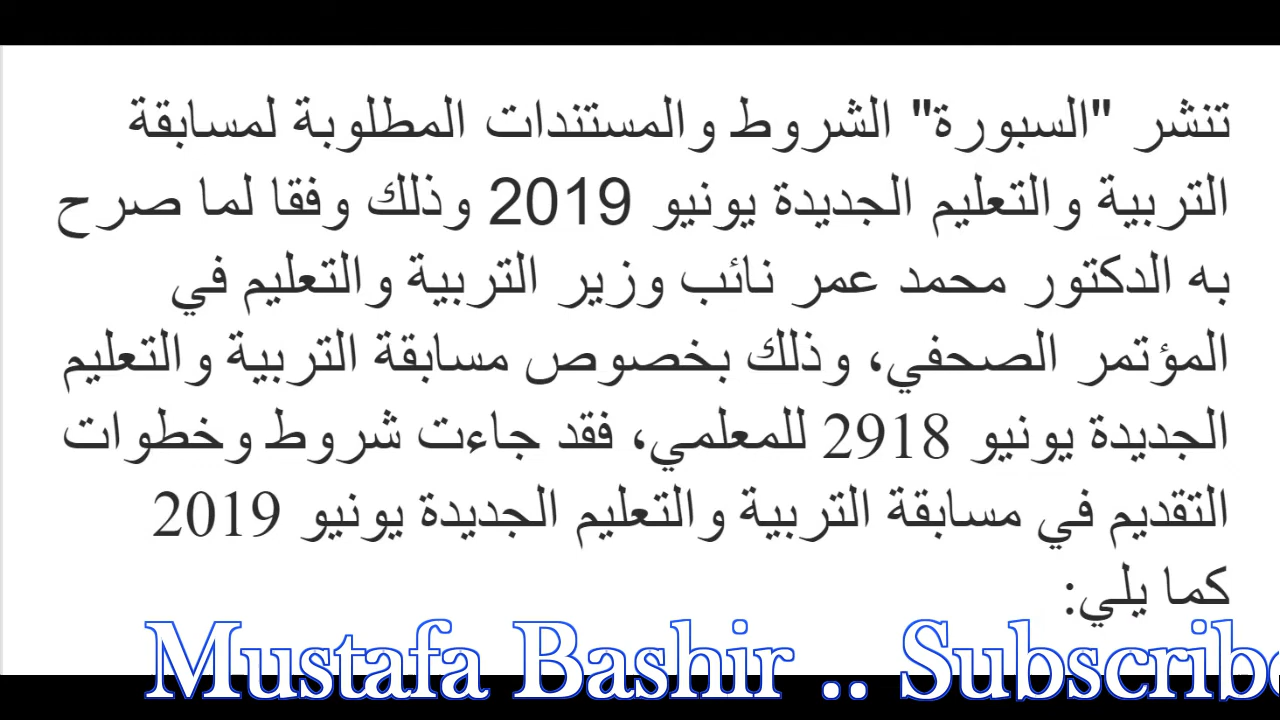 تنشر "السبورة" الشروط والمستندات المطلوبة لمسابقة
التربية والتعليم الجديدة يونيو 2019 وذلك وفقا لما صرح
به الدكتور محمد عمر نائب وزير التربية والتعليم في
المؤتمر الصحفي، وذلك بخصوص مسابقة التربية والتعليم
الجديدة يونيو 2918 للمعلمي، فقد جاءت شروط وخطوات
التقديم في مسابقة التربية والتعليم الجديدة يونيو 2019
كما يلي:
Mustafa Bashir .. Subscribe